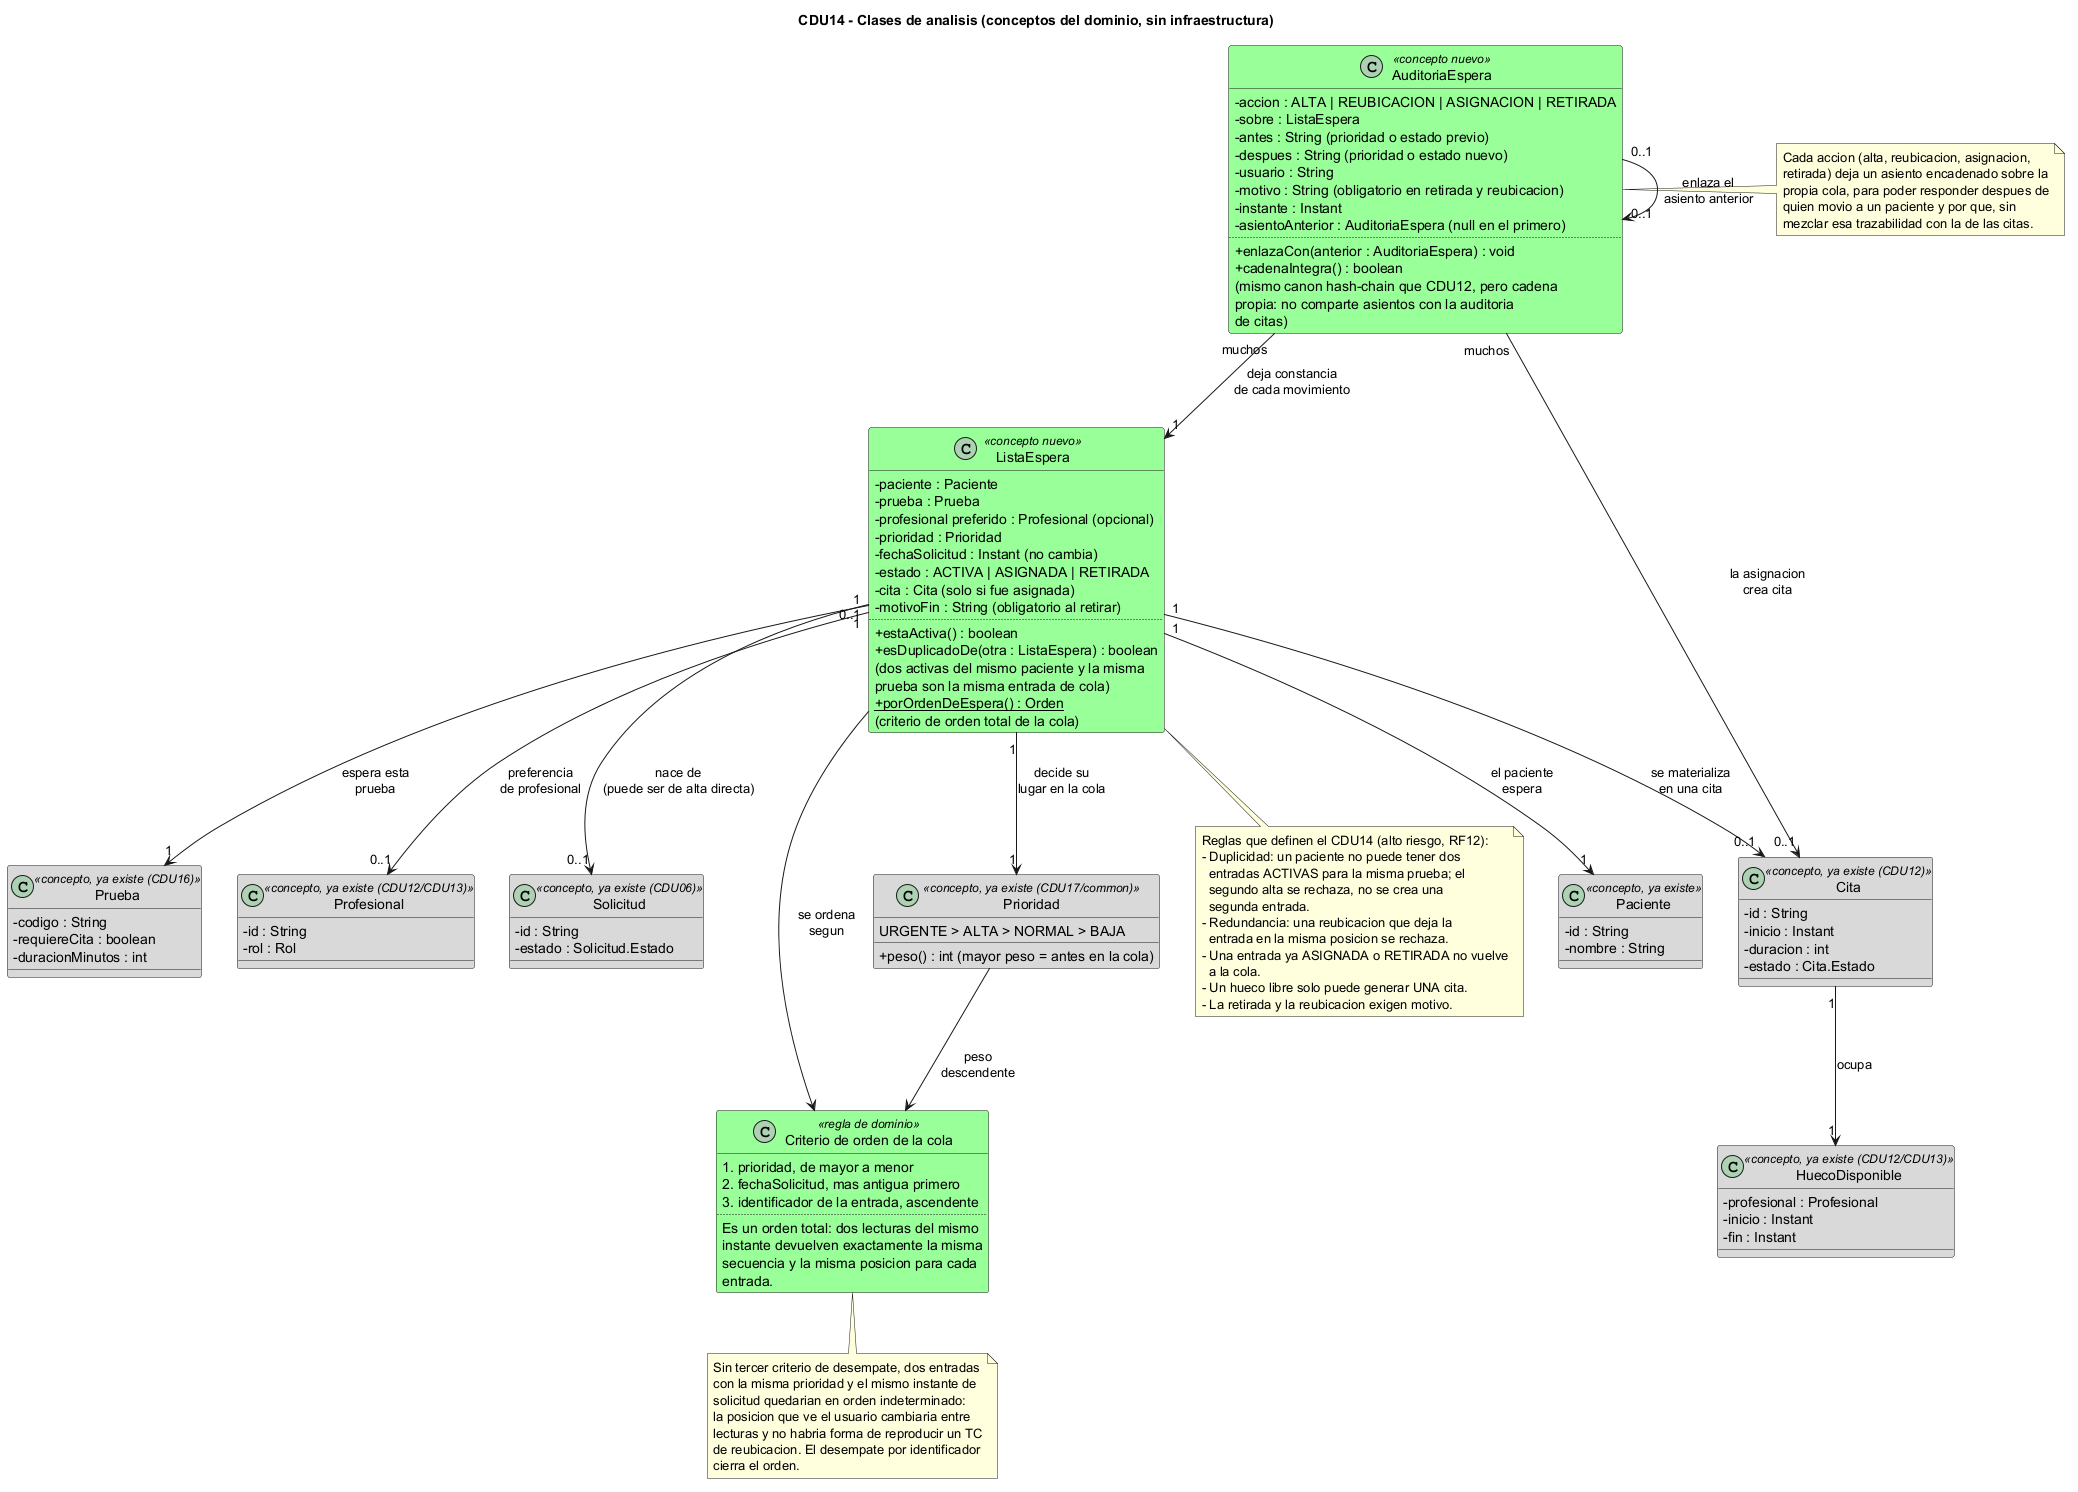 CDU14 - Clases de analisis (conceptos del dominio, sin infraestructura)
C
«concepto nuevo»
AuditoriaEspera
-accion : ALTA | REUBICACION | ASIGNACION | RETIRADA
-sobre : ListaEspera
-antes : String (prioridad o estado previo)
-despues : String (prioridad o estado nuevo)
-usuario : String
-motivo : String (obligatorio en retirada y reubicacion)
-instante : Instant
-asientoAnterior : AuditoriaEspera (null en el primero)
+enlazaCon(anterior : AuditoriaEspera) : void
+cadenaIntegra() : boolean
(mismo canon hash-chain que CDU12, pero cadena
propia: no comparte asientos con la auditoria
de citas)
0..1
enlaza el
asiento anterior
0..1
Cada accion (alta, reubicacion, asignacion,
retirada) deja un asiento encadenado sobre la
propia cola, para poder responder despues de
quien movio a un paciente y por que, sin
mezclar esa trazabilidad con la de las citas.
muchos
deja constancia
de cada movimiento
1
muchos
la asignacion
crea cita
0..1
C
«concepto nuevo»
ListaEspera
-paciente : Paciente
-prueba : Prueba
-profesional preferido : Profesional (opcional)
-prioridad : Prioridad
-fechaSolicitud : Instant (no cambia)
-estado : ACTIVA | ASIGNADA | RETIRADA
-cita : Cita (solo si fue asignada)
-motivoFin : String (obligatorio al retirar)
+estaActiva() : boolean
+esDuplicadoDe(otra : ListaEspera) : boolean
(dos activas del mismo paciente y la misma
prueba son la misma entrada de cola)
+porOrdenDeEspera() : Orden
(criterio de orden total de la cola)
1
0..1
1
1
1
espera esta
prueba
1
preferencia
de profesional
0..1
nace de
(puede ser de alta directa)
0..1
se ordena
segun
1
decide su
lugar en la cola
1
el paciente
espera
1
se materializa
en una cita
0..1
C
«concepto, ya existe (CDU16)»
Prueba
-codigo : String
-requiereCita : boolean
-duracionMinutos : int
C
«concepto, ya existe (CDU12/CDU13)»
Profesional
-id : String
-rol : Rol
C
«concepto, ya existe (CDU06)»
Solicitud
-id : String
-estado : Solicitud.Estado
C
«concepto, ya existe (CDU17/common)»
Prioridad
URGENTE > ALTA > NORMAL > BAJA
+peso() : int (mayor peso = antes en la cola)
Reglas que definen el CDU14 (alto riesgo, RF12):
- Duplicidad: un paciente no puede tener dos
entradas ACTIVAS para la misma prueba; el
segundo alta se rechaza, no se crea una
segunda entrada.
- Redundancia: una reubicacion que deja la
entrada en la misma posicion se rechaza.
- Una entrada ya ASIGNADA o RETIRADA no vuelve
a la cola.
- Un hueco libre solo puede generar UNA cita.
- La retirada y la reubicacion exigen motivo.
C
«concepto, ya existe»
Paciente
-id : String
-nombre : String
C
«concepto, ya existe (CDU12)»
Cita
-id : String
-inicio : Instant
-duracion : int
-estado : Cita.Estado
peso
descendente
1
ocupa
1
C
«regla de dominio»
Criterio de orden de la cola
1. prioridad, de mayor a menor
2. fechaSolicitud, mas antigua primero
3. identificador de la entrada, ascendente
Es un orden total: dos lecturas del mismo
instante devuelven exactamente la misma
secuencia y la misma posicion para cada
entrada.
C
«concepto, ya existe (CDU12/CDU13)»
HuecoDisponible
-profesional : Profesional
-inicio : Instant
-fin : Instant
Sin tercer criterio de desempate, dos entradas
con la misma prioridad y el mismo instante de
solicitud quedarian en orden indeterminado:
la posicion que ve el usuario cambiaria entre
lecturas y no habria forma de reproducir un TC
de reubicacion. El desempate por identificador
cierra el orden.